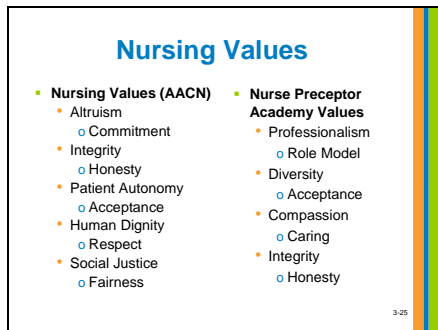 Nursing Values
▪ Nursing Values (AACN)
• Altruism
o Commitment
• Integrity
o Honesty
• Patient Autonomy
o Acceptance
• Human Dignity
o Respect
• Social Justice
o Fairness
▪ Nurse Preceptor
Academy Values
• Professionalism
o Role Model
• Diversity
o Acceptance
• Compassion
o Caring
• Integrity
o Honesty
3-25